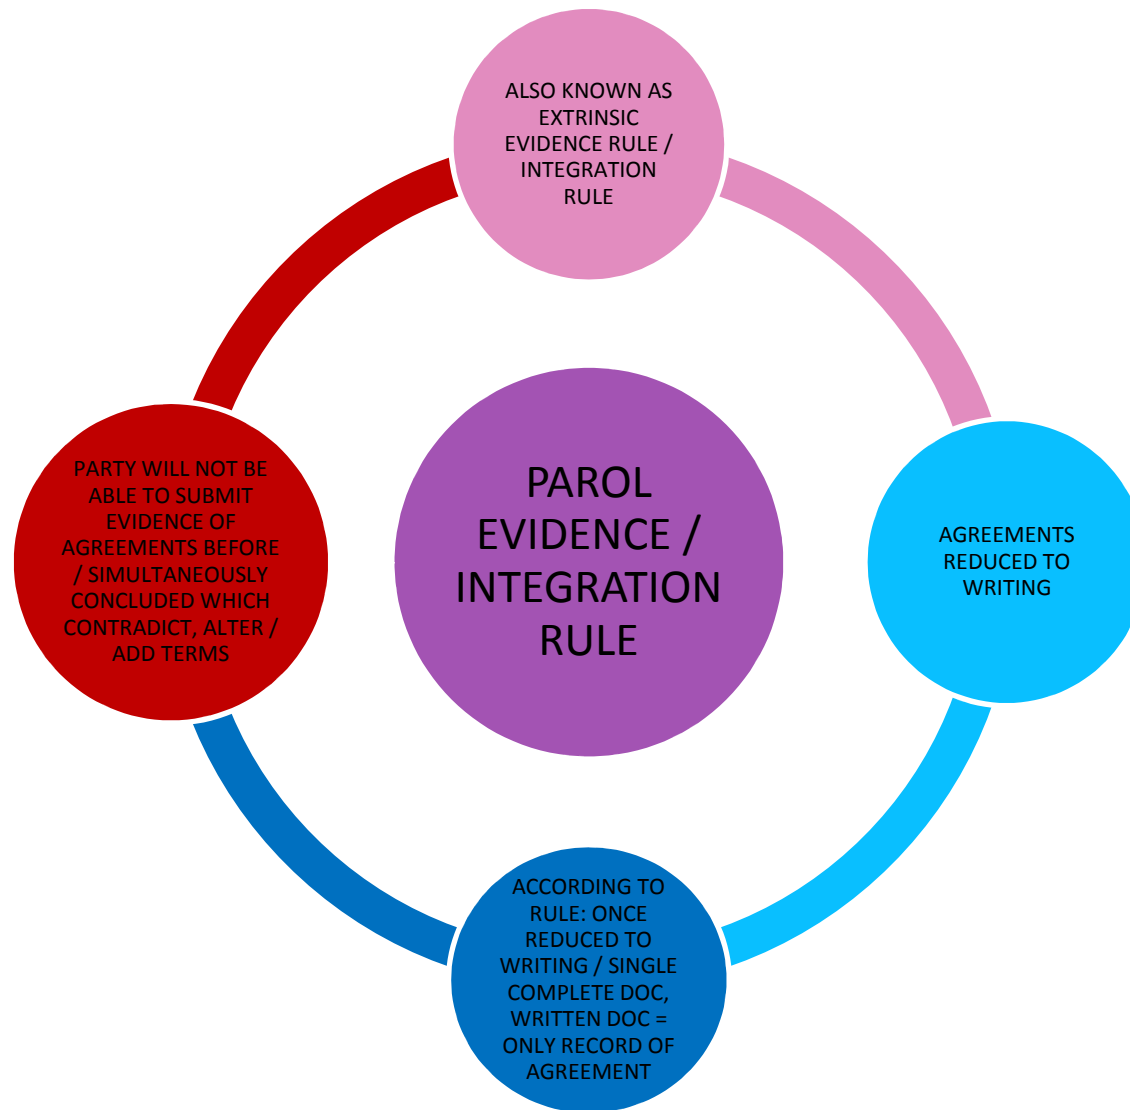 ALSO KNOWN AS
EXTRINSIC
EVIDENCE RULE /
INTEGRATION
RULE
PAROL
EVIDENCE /
INTEGRATION
RULE
AGREEMENTS
REDUCED TO
WRITING
ACCORDING TO
RULE: ONCE
REDUCED TO
WRITING / SINGLE
COMPLETE DOC,
WRITTEN DOC =
ONLY RECORD OF
AGREEMENT
PARTY WILL NOT BE
ABLE TO SUBMIT
EVIDENCE OF
AGREEMENTS BEFORE
/ SIMULTANEOUSLY
CONCLUDED WHICH
CONTRADICT, ALTER /
ADD TERMS